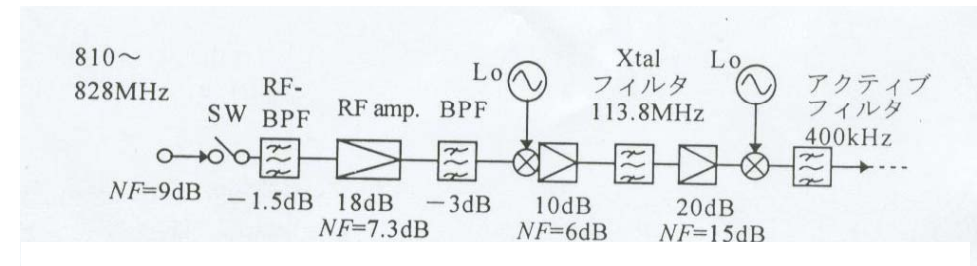 810～
828MHz
SW
RF-
BPF
RF amp.
BPF
Lo
Xtal
フィルタ
113.8MHz
Lo
アクティブ
フィルタ
400kHz
NF=9dB
－1.5dB
18dB
NF=7.3dB
－3dB
10dB
NF=6dB
20dB
NF=15dB